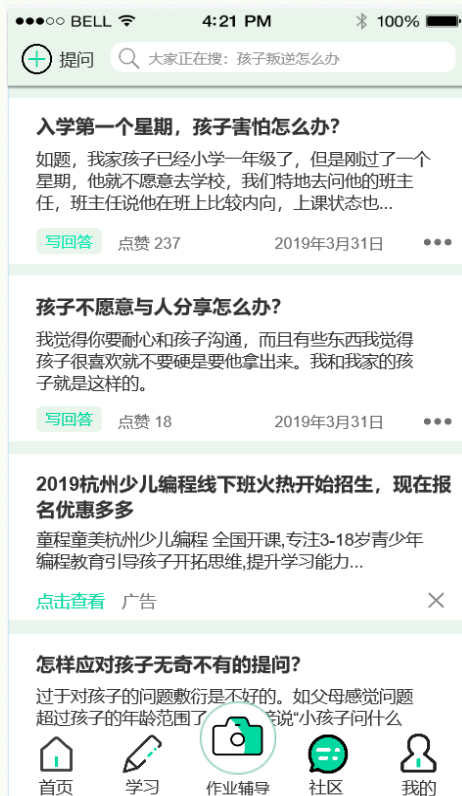 BELL 4:21 PM 100%
提问 大家正在搜：孩子叛逆怎么办
入学第一个星期，孩子害怕怎么办？
如题，我家孩子已经小学一年级了，但是刚过了一个
星期，他就不愿意去学校，我们特地去问他的班主
任，班主任说他在班上比较内向，上课状态也...
写回答 点赞 237 2019年3月31日
孩子不愿意与人分享怎么办？
我觉得你要耐心和孩子沟通，而且有些东西我觉得
孩子很喜欢就不要硬是要他拿出来。我和我家的孩
子就是这样的。
写回答 点赞 18 2019年3月31日
2019杭州少儿编程线下班火热开始招生，现在报
名优惠多多
童程童美杭州少儿编程 全国开课,专注3-18岁青少年
编程教育引导孩子开拓思维,提升学习能力...
点击查看 广告
怎样应对孩子无奇不有的提问？
过于对孩子的问题敷衍是不好的。如父母感觉问题
超过孩子的年龄范围了 说“小孩子问什么
首页 学习 作业辅导 社区 我的